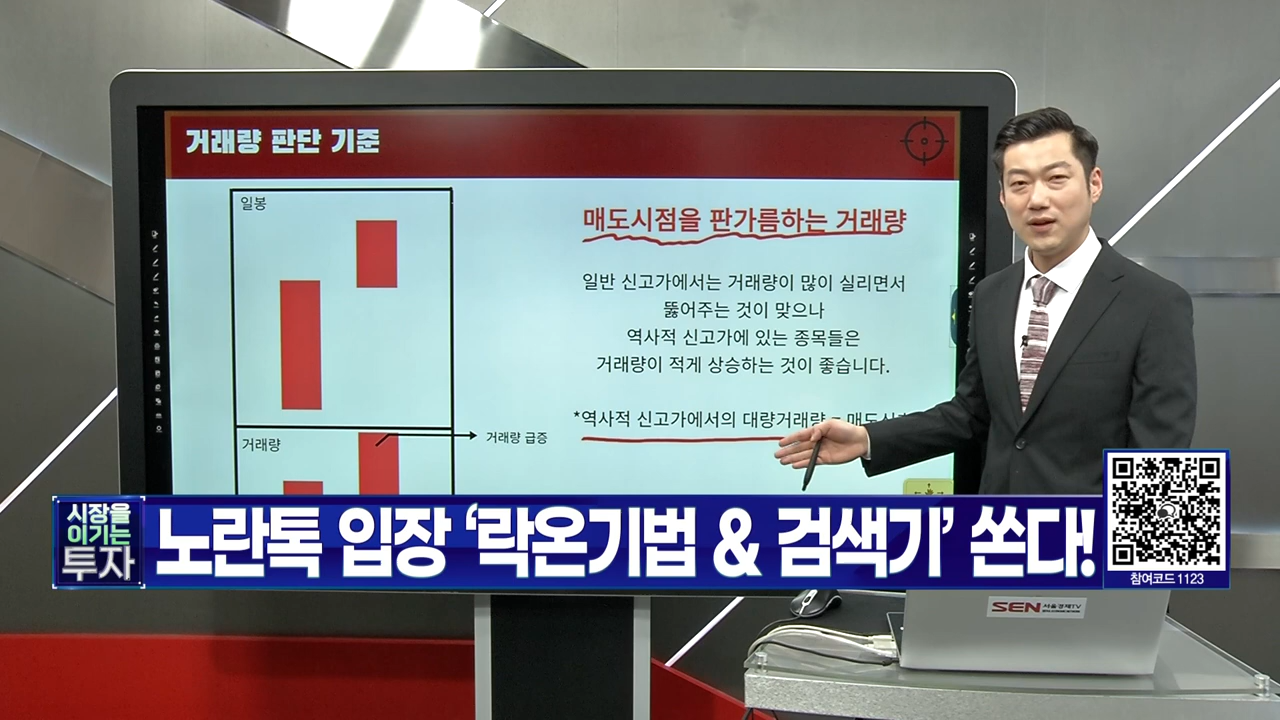 거래량 판단 기준
일봉
매도시점을 판가름하는 거래량
일반 신고가에서는 거래량이 많이 실리면서
뚫어주는 것이 맞으나
역사적 신고가에 있는 종목들은
거래량이 적게 상승하는 것이 좋습니다.
*역사적 신고가에서의 대량거래량 = 매도
거래량
거래량 급증
시장을
이기는
투자
노란톡 입장 ‘락온기법 & 검색기’ 쏜다!
참여코드 1123
SEN 서울경제TV